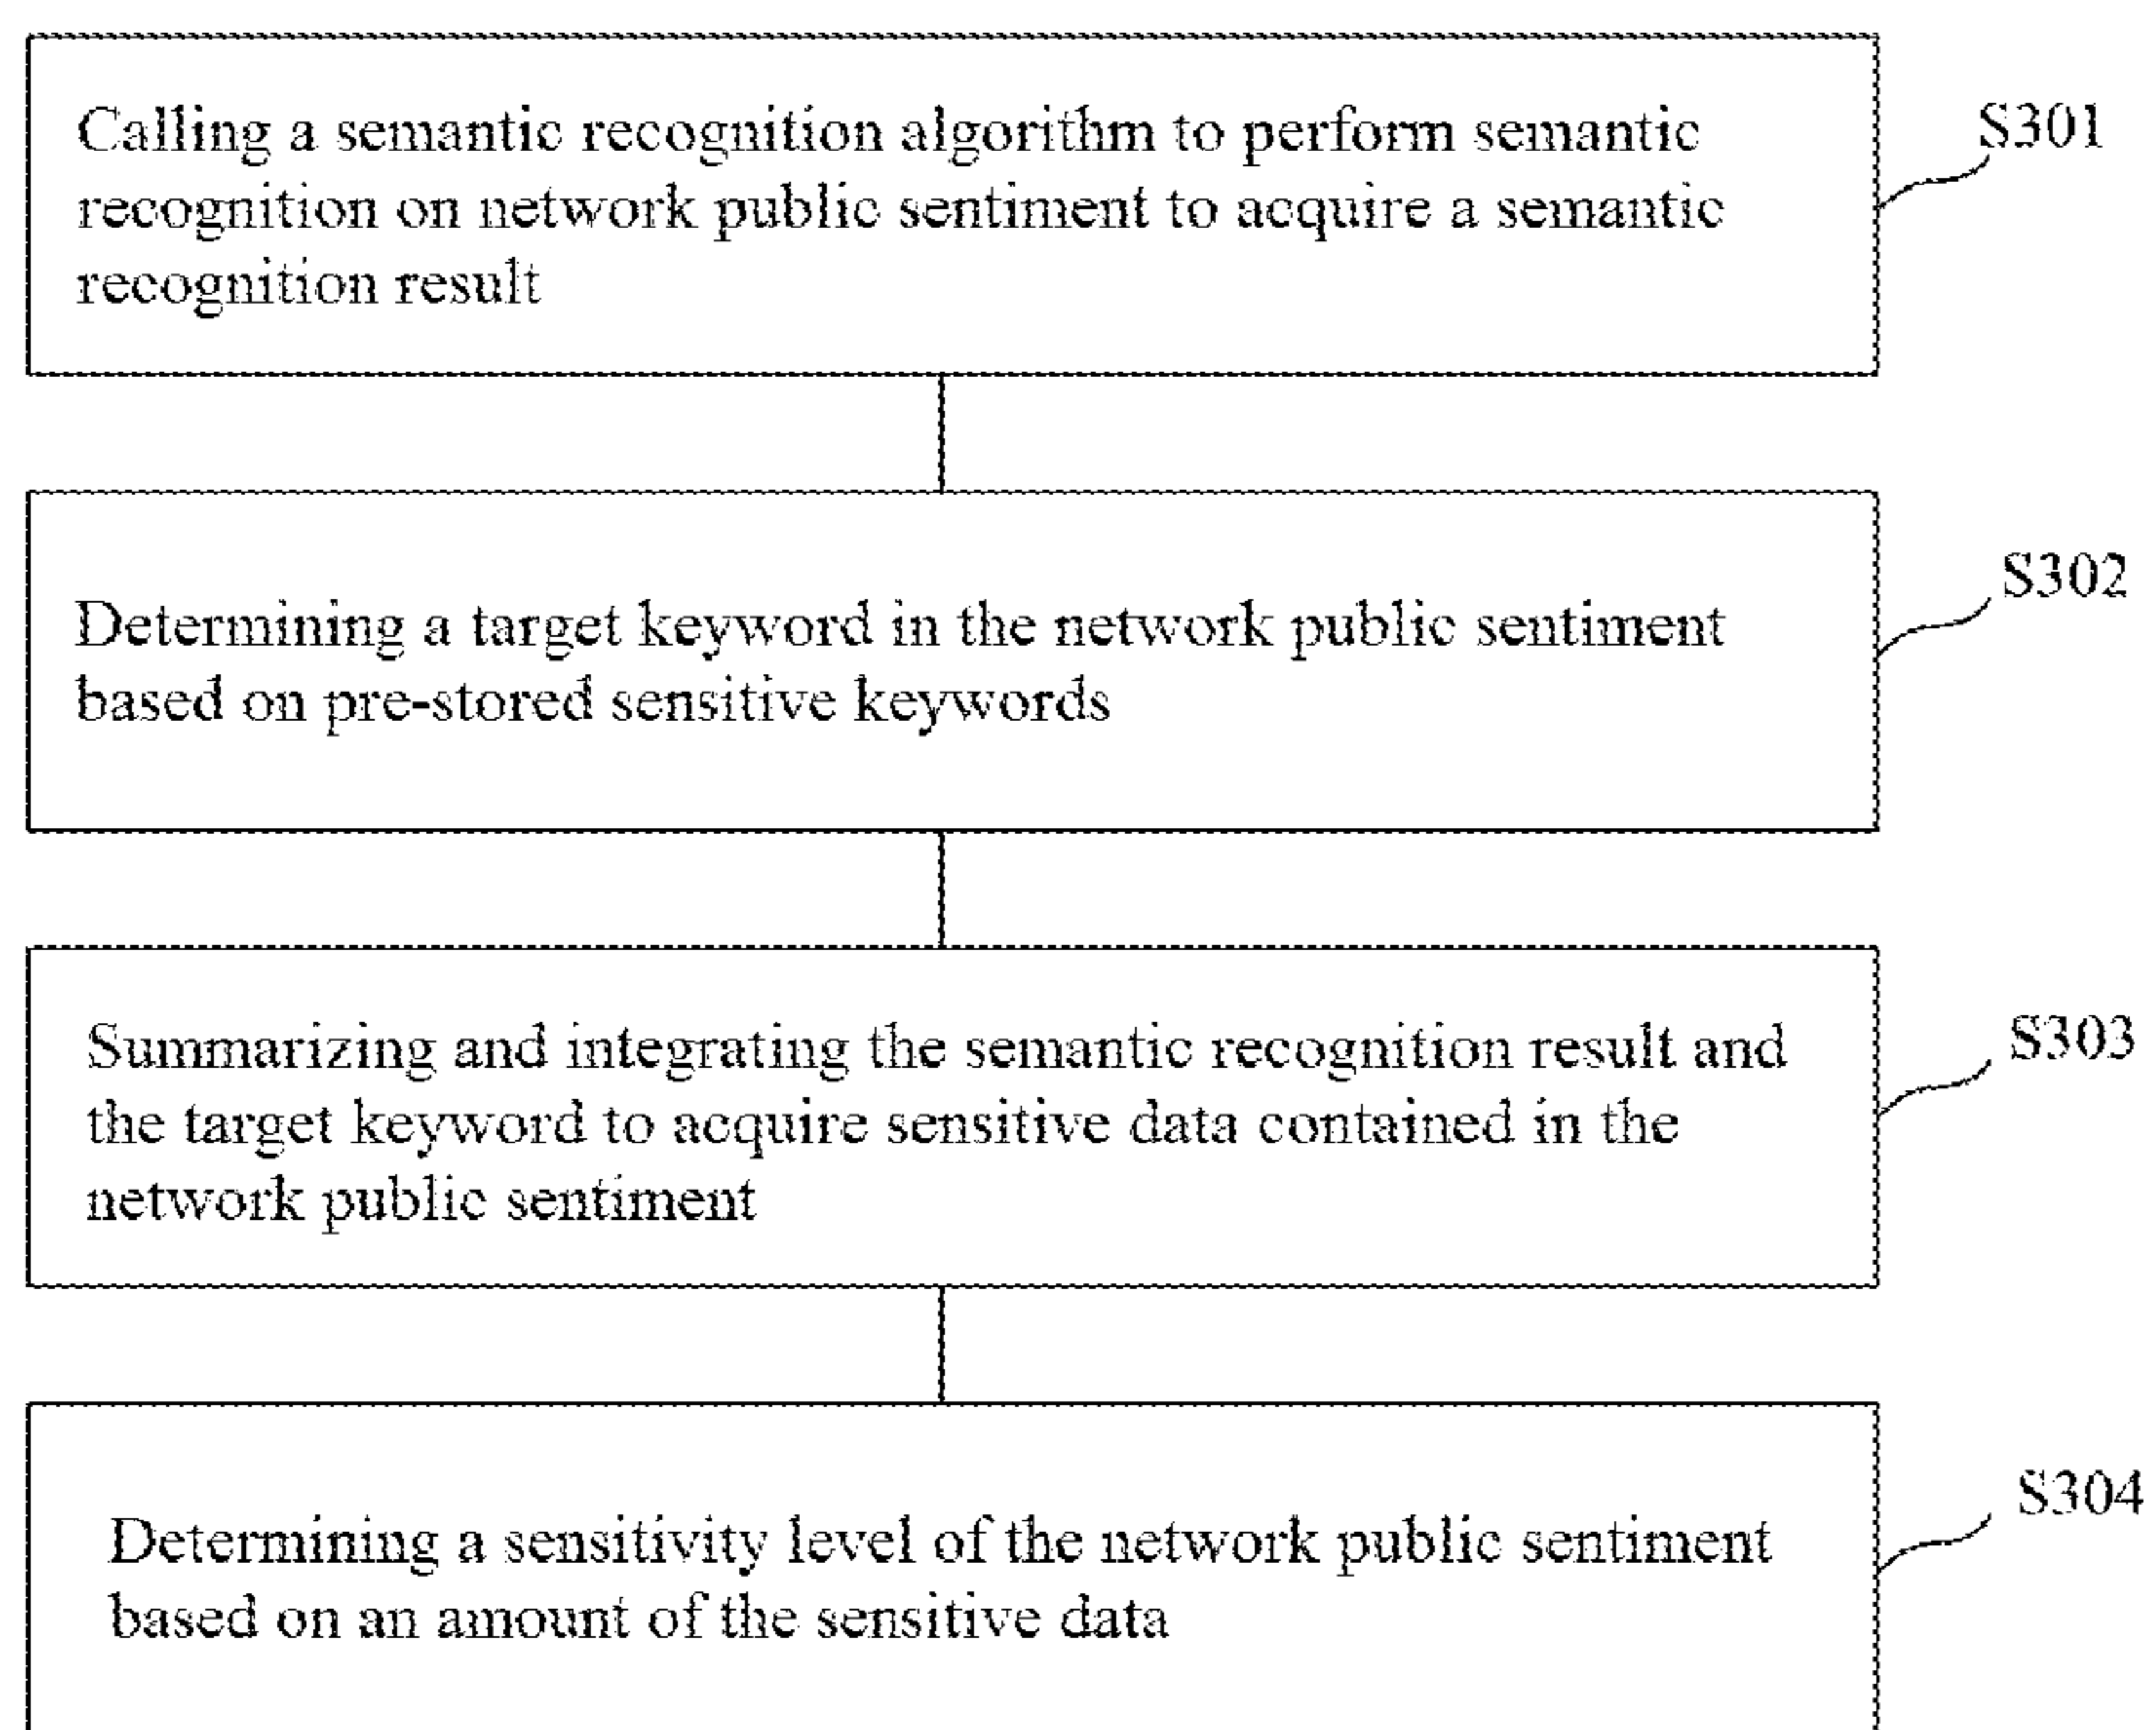 Calling a semantic recognition algorithm to perform semantic
recognition on network public sentiment to acquire a semantic
recognition result
S301
Determining a target keyword in the network public sentiment
based on pre-stored sensitive keywords
S302
Summarizing and integrating the semantic recognition result and
the target keyword to acquire sensitive data contained in the
network public sentiment
S303
Determining a sensitivity level of the network public sentiment
based on an amount of the sensitive data
S304